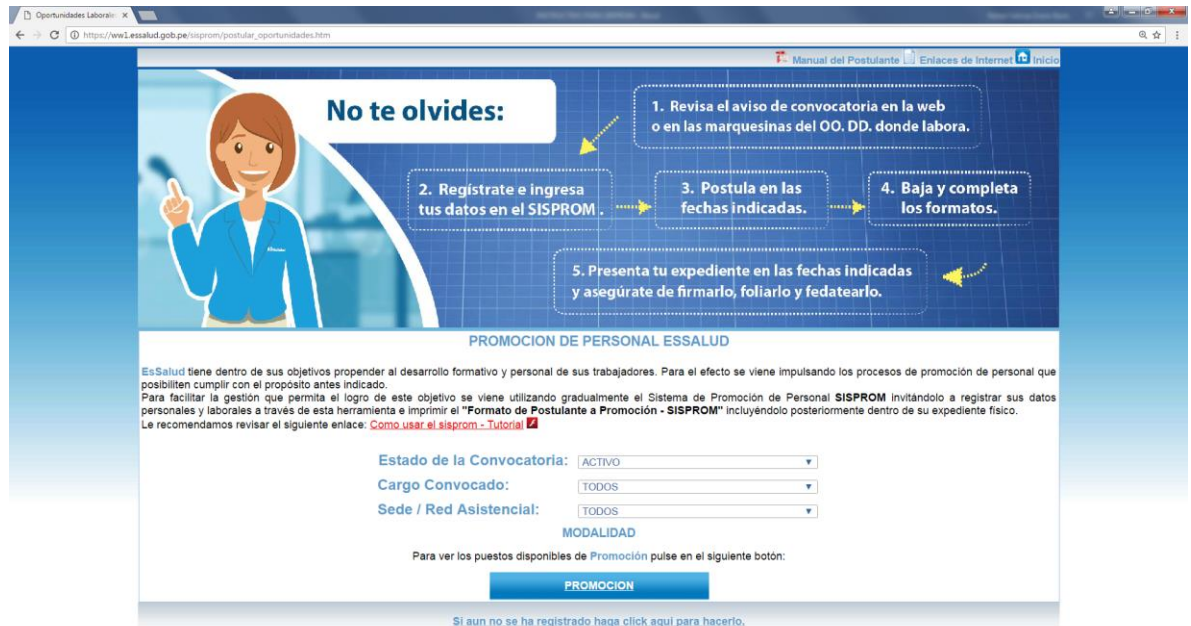 Oportunidades Laborale
https://ww1.essalud.gob.pe/sisprom/postular_oportunidades.htm
Manual del Postulante Enlaces de Internet Inicio
No te olvides:
1. Revisa el aviso de convocatoria en la web
o en las marquesinas del OO. DD. donde labora.
2. Regístrate e ingresa
tus datos en el SISPROM .
3. Postula en las
fechas indicadas.
4. Baja y completa
los formatos.
5. Presenta tu expediente en las fechas indicadas
y asegúrate de firmarlo, foliarlo y fedatearlo.
PROMOCION DE PERSONAL ESSALUD
EsSalud tiene dentro de sus objetivos propender al desarrollo formativo y personal de sus trabajadores. Para el efecto se viene impulsando los procesos de promoción de personal que
posibiliten cumplir con el propósito antes indicado.
Para facilitar la gestión que permita el logro de este objetivo se viene utilizando gradualmente el Sistema de Promoción de Personal SISPROM invitándolo a registrar sus datos
personales y laborales a través de esta herramienta e imprimir el "Formato de Postulante a Promoción - SISPROM" incluyéndolo posteriormente dentro de su expediente físico.
Le recomendamos revisar el siguiente enlace: Como usar el sisprom - Tutorial
Estado de la Convocatoria: ACTIVO
Cargo Convocado: TODOS
Sede / Red Asistencial: TODOS
MODALIDAD
Para ver los puestos disponibles de Promoción pulse en el siguiente botón:
PROMOCION
Si aun no se ha registrado haga click aqui para hacerlo.